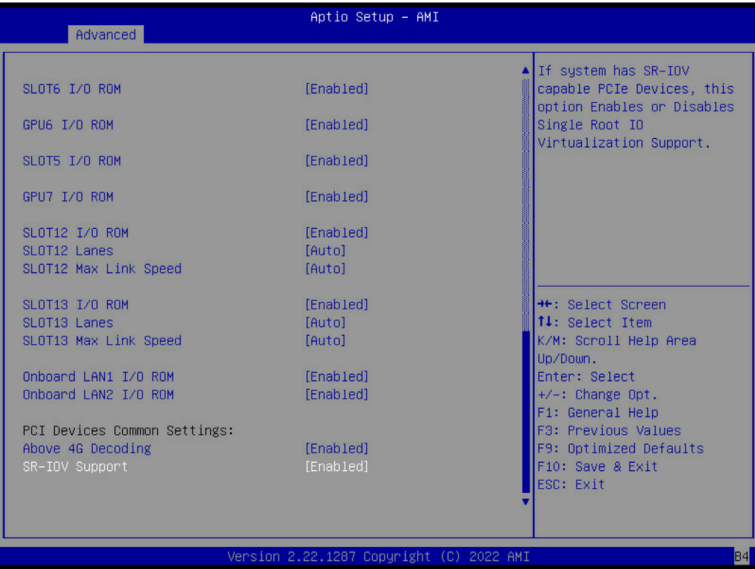 Aptio Setup – AMI
Advanced
SLOT6 I/O ROM [Enabled]
GPU6 I/O ROM [Enabled]
SLOT5 I/O ROM [Enabled]
GPU7 I/O ROM [Enabled]
SLOT12 I/O ROM [Enabled]
SLOT12 Lanes [Auto]
SLOT12 Max Link Speed [Auto]
SLOT13 I/O ROM [Enabled]
SLOT13 Lanes [Auto]
SLOT13 Max Link Speed [Auto]
Onboard LAN1 I/O ROM [Enabled]
Onboard LAN2 I/O ROM [Enabled]
PCI Devices Common Settings:
Above 4G Decoding [Enabled]
SR-IOV Support [Enabled]
If system has SR-IOV
capable PCIe Devices, this
option Enables or Disables
Single Root IO
Virtualization Support.
→←: Select Screen
↑↓: Select Item
K/M: Scroll Help Area
Up/Down.
Enter: Select
+/-: Change Opt.
F1: General Help
F3: Previous Values
F9: Optimized Defaults
F10: Save & Exit
ESC: Exit
Version 2.22.1287 Copyright (C) 2022 AMI
B4